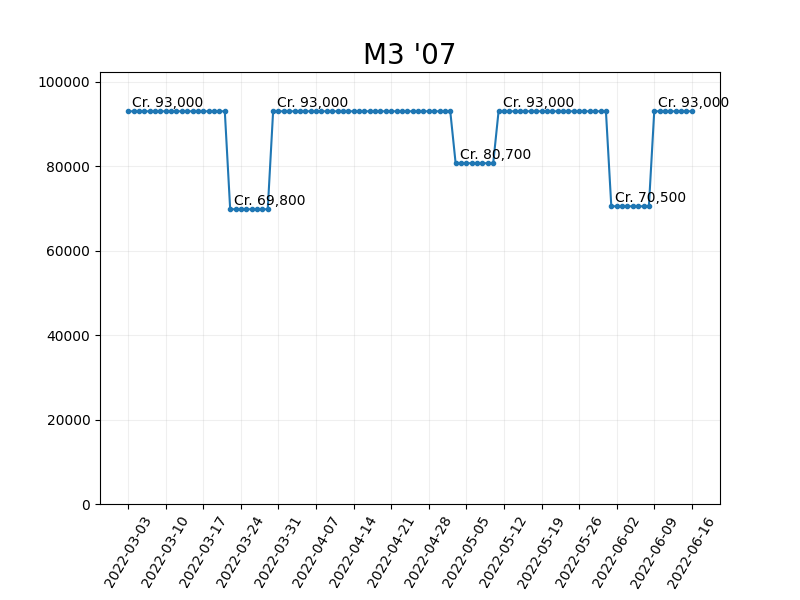 M3 '07
100000
80000
60000
40000
20000
0
Cr. 93,000
Cr. 69,800
Cr. 93,000
Cr. 80,700
Cr. 93,000
Cr. 70,500
Cr. 93,000
2022-03-03
2022-03-10
2022-03-17
2022-03-24
2022-03-31
2022-04-07
2022-04-14
2022-04-21
2022-04-28
2022-05-05
2022-05-12
2022-05-19
2022-05-26
2022-06-02
2022-06-09
2022-06-16